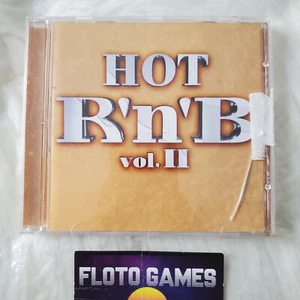 HOT
R'n'B
vol. II
FLOTO GAMES